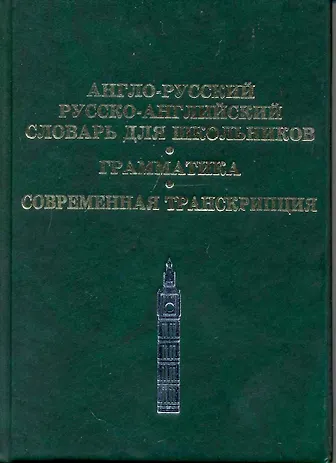 АНГЛО-РУССКИЙ
РУССКО-АНГЛИЙСКИЙ
СЛОВАРЬ ДЛЯ ШКОЛЬНИКОВ
•
ГРАММАТИКА
•
СОВРЕМЕННАЯ ТРАНСКРИПЦИЯ